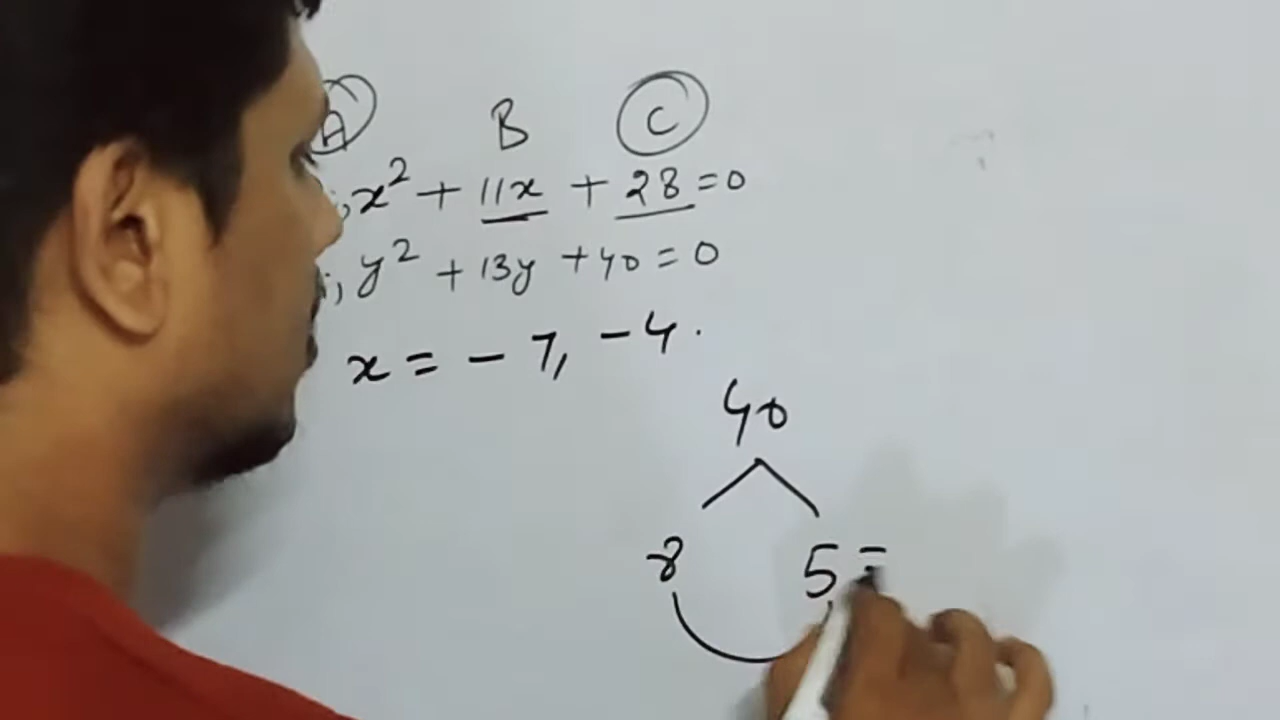 A B C
x² + 11x + 28 = 0
y² + 13y + 40 = 0
x = - 7, - 4.
40
8 5 =